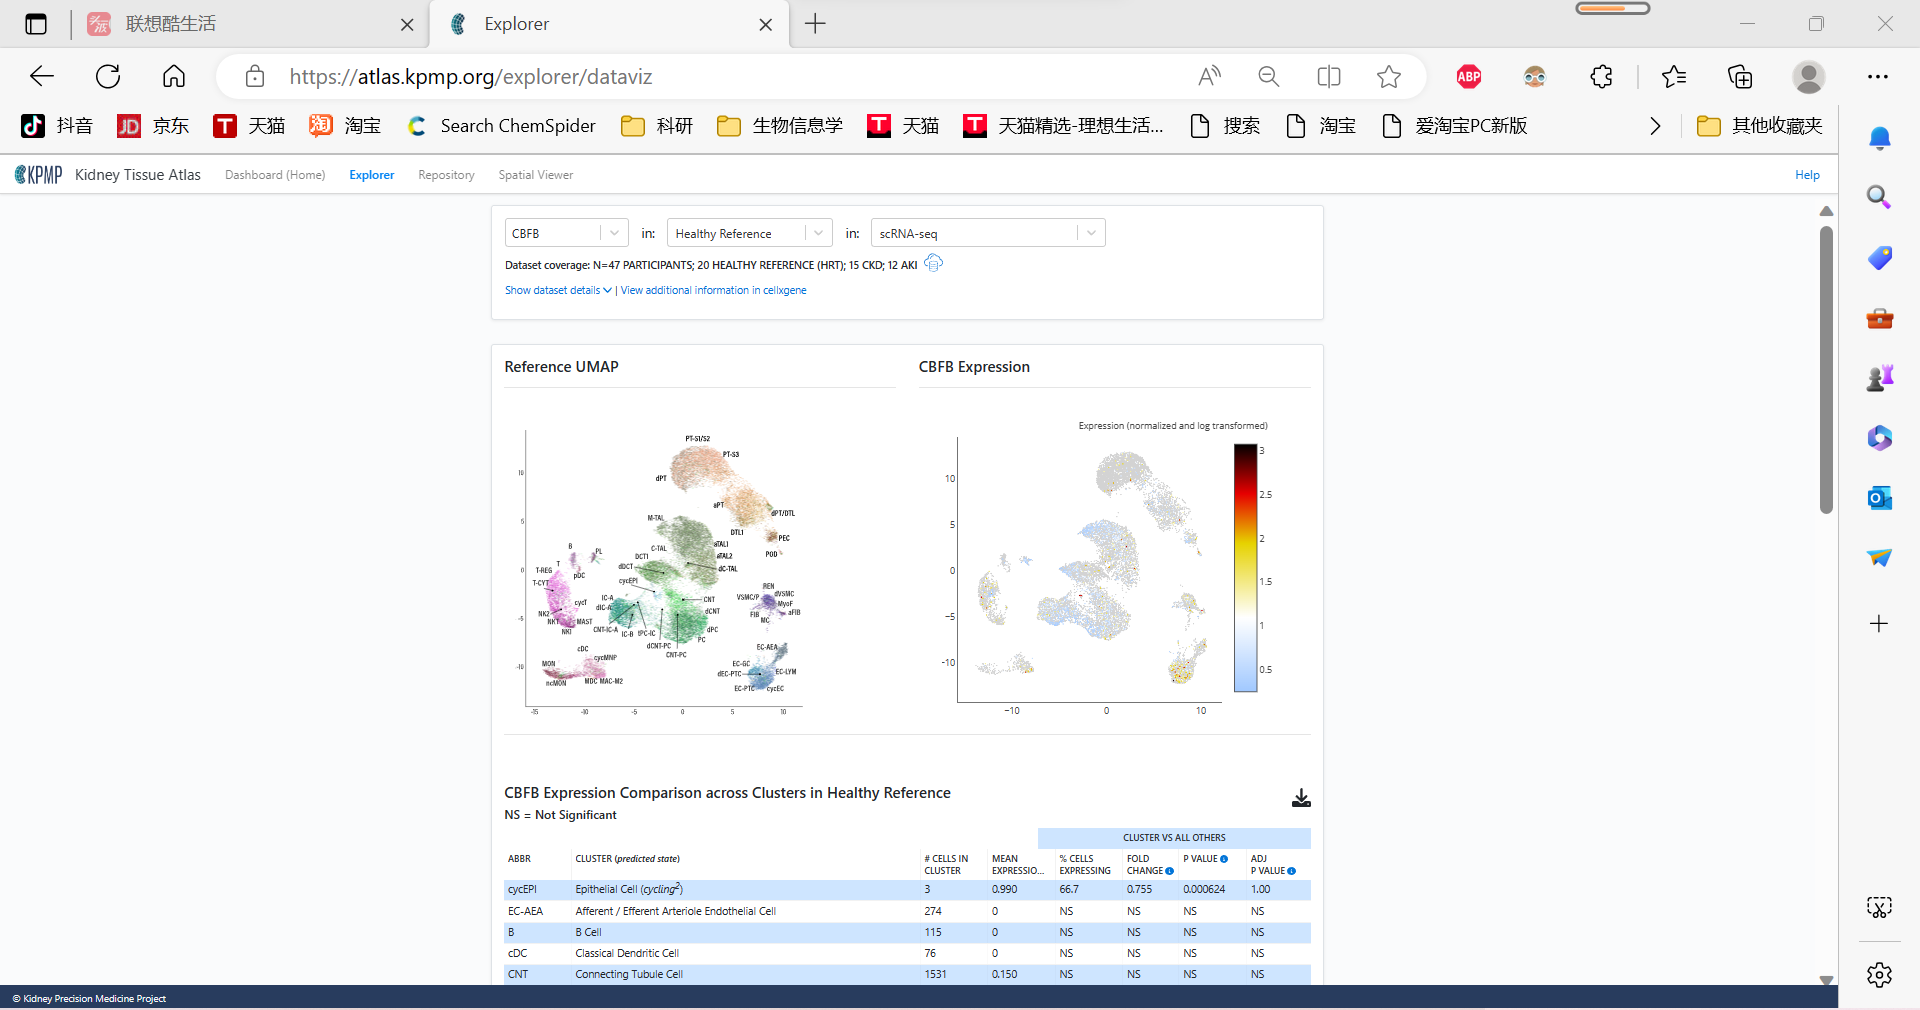 联想酷生活
Explorer
https://atlas.kpmp.org/explorer/dataviz
ABP
抖音
JD 京东
T 天猫
淘 淘宝
Search ChemSpider
科研
生物信息学
T 天猫
T 天猫精选-理想生活...
搜索
淘宝
爱淘宝PC新版
其他收藏夹
KPMP Kidney Tissue Atlas Dashboard (Home) Explorer Repository Spatial Viewer Help
CBFB in: Healthy Reference in: scRNA-seq
Dataset coverage: N=47 PARTICIPANTS; 20 HEALTHY REFERENCE (HRT); 15 CKD; 12 AKI
Show dataset details | View additional information in cellxgene
Reference UMAP
PT-S1/S2
PT-S3
dPT
aPT
dPT/DTL
M-TAL
DTL1
PEC
C-TAL
aTAL1
POD
DCT1
aTAL2
dDCT
dC-TAL
B
PL
T
T-REG
pDC
T-CYT
cycEPI
REN
IC-A
CNT
VSMC/P
dVSMC
MyoF
cycT
dIC-A
dCNT
FIB
aFIB
NK2
MC
NKT
MAST
CNT-IC-A
IC-B
tPC-IC
dPC
NK1
PC
dCNT-PC
CNT-PC
cDC
EC-AEA
cycMNP
MON
EC-GC
dEC-PTC
EC-LYM
ncMON
MDC
MAC-M2
EC-PTC
cycEC
10
5
0
-5
-10
-15 -10 -5 0 5 10
CBFB Expression
Expression (normalized and log transformed)
10
5
0
−5
−10
−10 0 10
3
2.5
2
1.5
1
0.5
CBFB Expression Comparison across Clusters in Healthy Reference
NS = Not Significant
CLUSTER VS ALL OTHERS
ABBR CLUSTER (predicted state) # CELLS IN CLUSTER MEAN EXPRESSIO... % CELLS EXPRESSING FOLD CHANGE P VALUE ADJ P VALUE
cycEPI Epithelial Cell (cycling2) 3 0.990 66.7 0.755 0.000624 1.00
EC-AEA Afferent / Efferent Arteriole Endothelial Cell 274 0 NS NS NS NS
B B Cell 115 0 NS NS NS NS
cDC Classical Dendritic Cell 76 0 NS NS NS NS
CNT Connecting Tubule Cell 1531 0.150 NS NS NS NS
© Kidney Precision Medicine Project